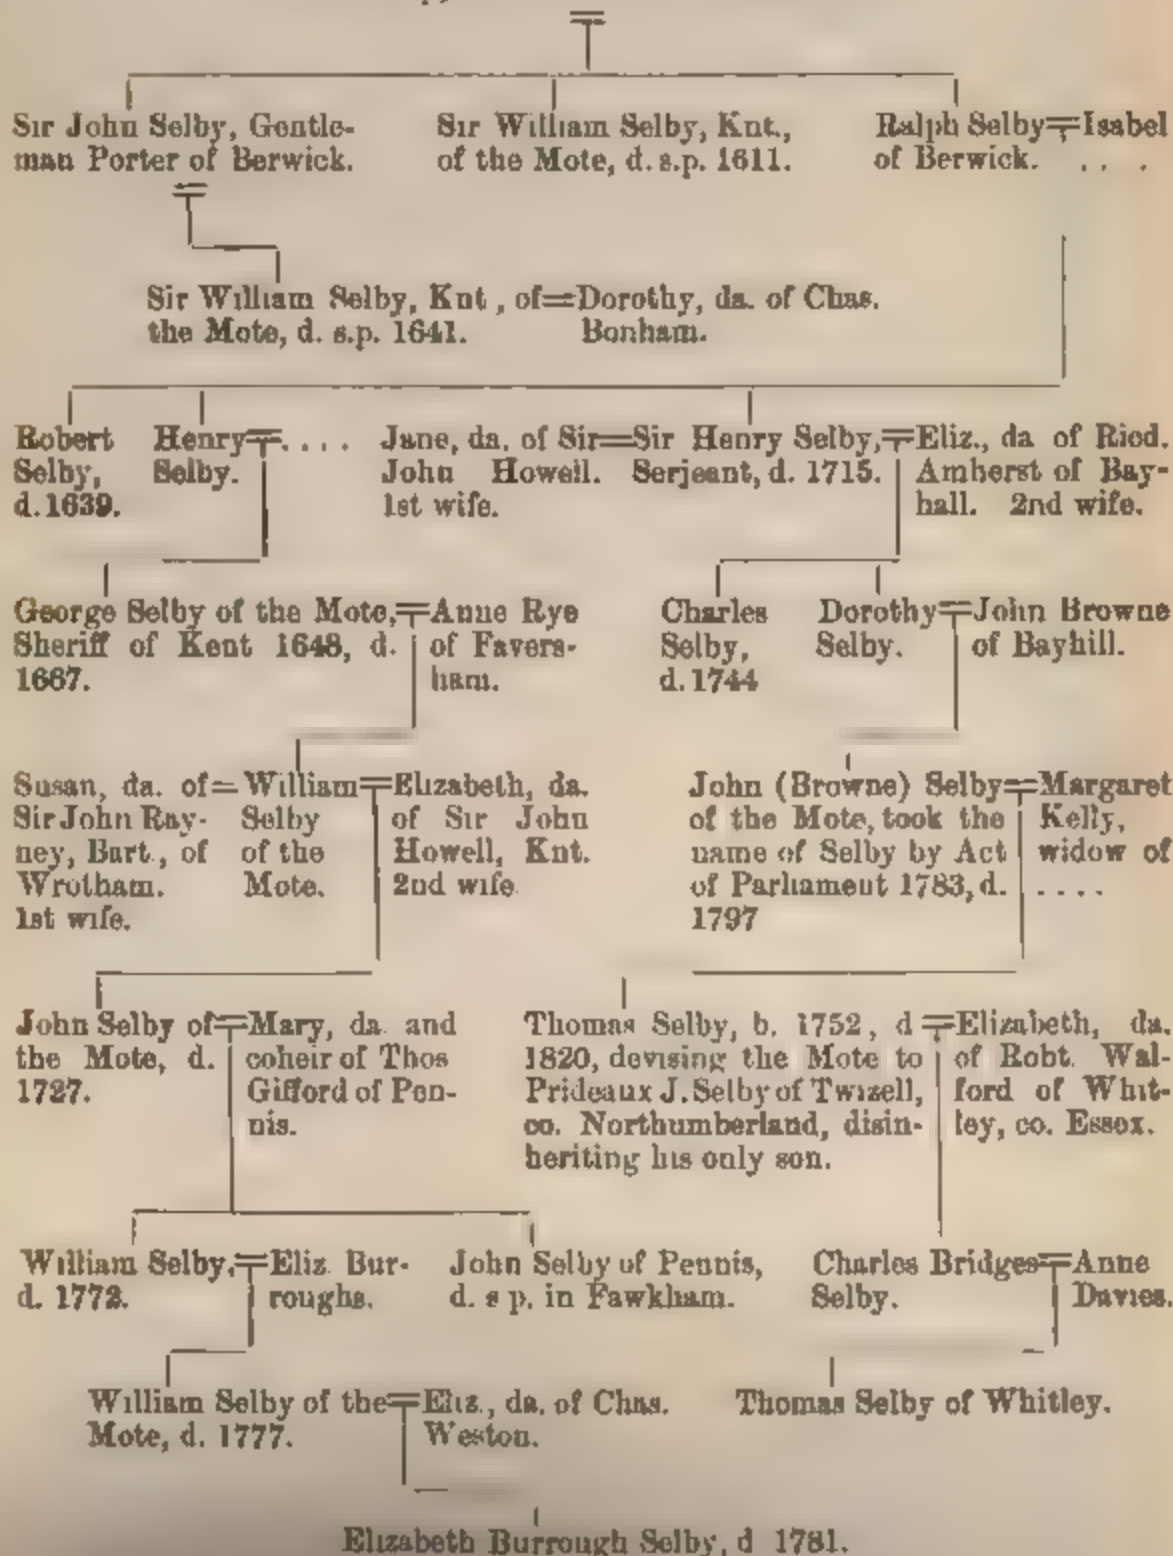 Sir John Selby, Gentle-
man Porter of Berwick.
Sir William Selby, Knt.,
of the Mote, d. s.p. 1611.
Ralph Selby=Isabel
of Berwick. . . .
Sir William Selby, Knt , of=Dorothy, da. of Chas.
the Mote, d. s.p. 1641. Bonham.
Robert
Selby,
d. 1639.
Henry=. . . .
Selby.
Jane, da. of Sir=Sir Henry Selby,=Eliz., da of Ricd.
John Howell. Serjeant, d. 1715. Amherst of Bay-
1st wife. hall. 2nd wife.
George Selby of the Mote,=Anne Rye
Sheriff of Kent 1648, d. of Favers-
1667. ham.
Charles
Selby,
d. 1744
Dorothy=John Browne
Selby. of Bayhill.
Susan, da. of=William=Elizabeth, da.
Sir John Ray- Selby of Sir John
ney, Bart., of of the Howell, Knt.
Wrotham. Mote. 2nd wife
1st wife.
John (Browne) Selby=Margaret
of the Mote, took the Kelly,
name of Selby by Act widow of
of Parliament 1783, d. . . . .
1797
John Selby of=Mary, da and
the Mote, d. coheir of Thos
1727. Gifford of Pen-
nis.
Thomas Selby, b. 1752, d=Elizabeth, da.
1820, devising the Mote to of Robt. Wal-
Prideaux J. Selby of Twizell, ford of Whit-
co. Northumberland, disin- ley, co. Essex.
heriting his only son.
William Selby,=Eliz. Bur-
d. 1772. roughs.
John Selby of Pennis,
d. s p. in Fawkham.
Charles Bridges=Anne
Selby. Davies.
William Selby of the=Eliz., da. of Chas.
Mote, d. 1777. Weston.
Thomas Selby of Whitley.
Elizabeth Burrough Selby, d 1781.